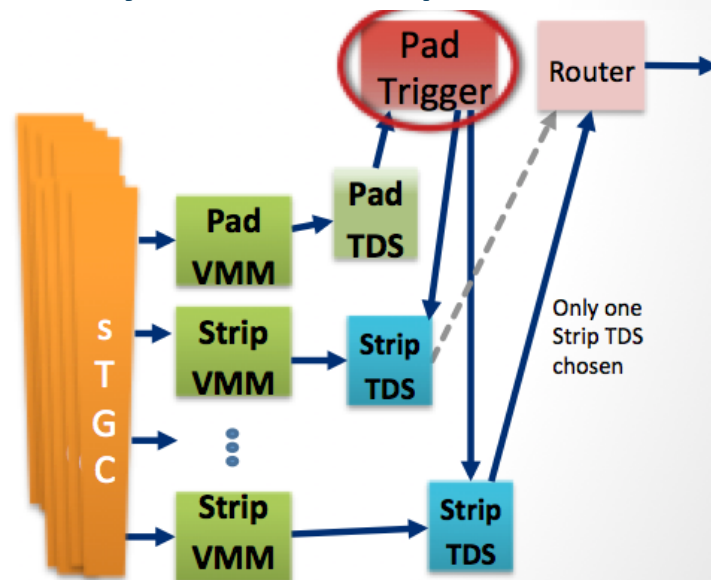 Pad
Trigger
Router
Pad
TDS
Pad
VMM
Strip
VMM
Strip
TDS
Only one
Strip TDS
chosen
s
T
G
C
Strip
VMM
Strip
TDS